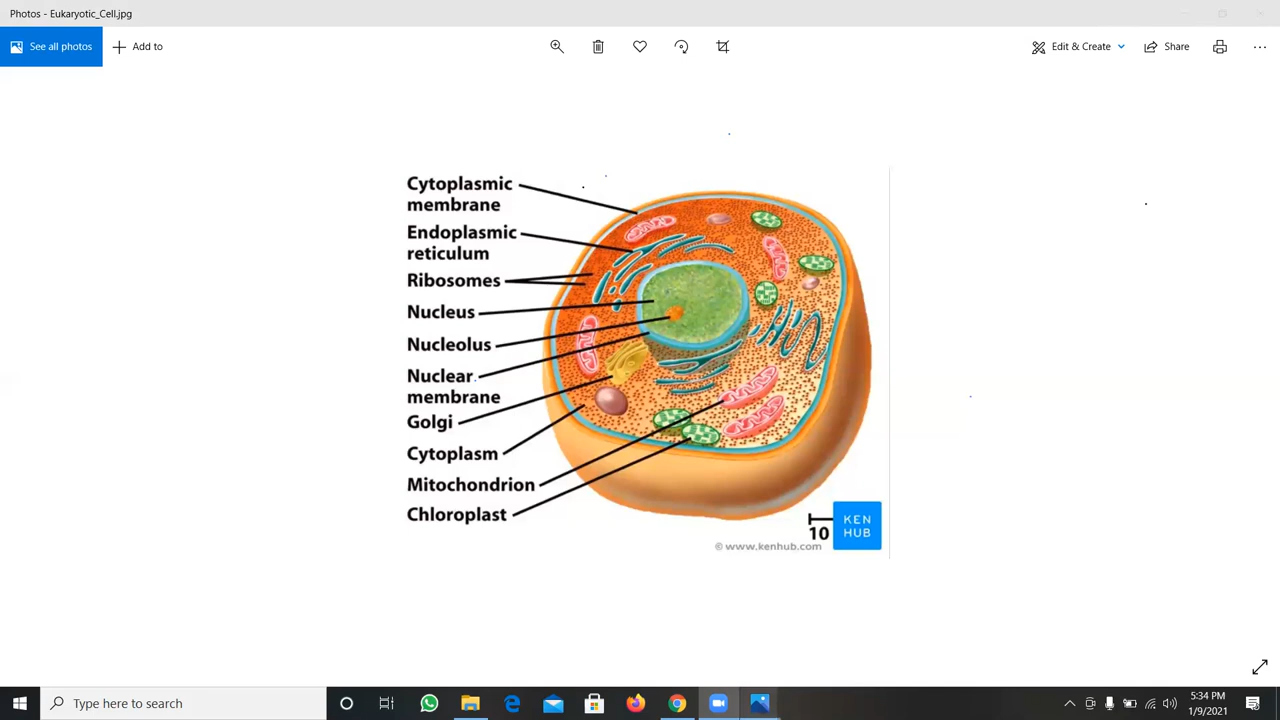 Photos - Eukaryotic_Cell.jpg
See all photos
Add to
Edit & Create
Share
Cytoplasmic
membrane
Endoplasmic
reticulum
Ribosomes
Nucleus
Nucleolus
Nuclear
membrane
Golgi
Cytoplasm
Mitochondrion
Chloroplast
10
KEN
HUB
© www.kenhub.com
Type here to search
5:34 PM
1/9/2021